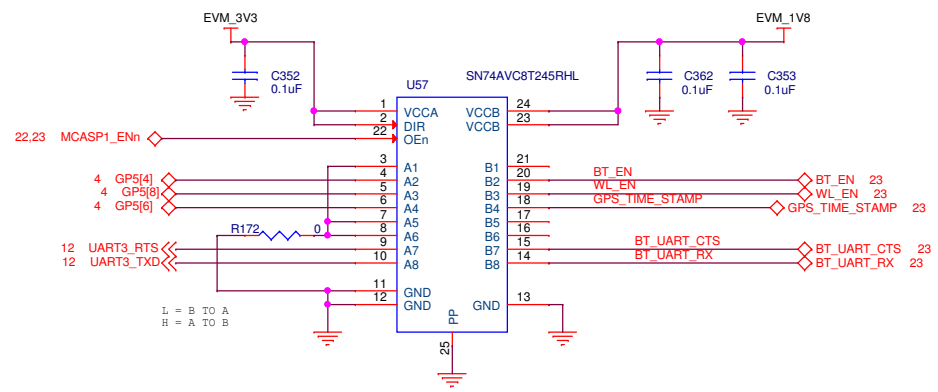 EVM_3V3
EVM_1V8
C352
0.1uF
U57
SN74AVC8T245RHL
C362
0.1uF
C353
0.1uF
1
VCCA
VCCB
24
2
DIR
VCCB
23
22,23 MCASP1_ENn
22
OEn
3
A1
B1
21
4 GP5[4]
4
A2
B2
20
BT_EN
BT_EN 23
4 GP5[8]
5
A3
B3
19
WL_EN
WL_EN 23
4 GP5[6]
6
A4
B4
18
GPS_TIME_STAMP
GPS_TIME_STAMP 23
7
A5
B5
17
R172
0
8
A6
B6
16
12 UART3_RTS
9
A7
B7
15
BT_UART_CTS
BT_UART_CTS 23
12 UART3_TXD
10
A8
B8
14
BT_UART_RX
BT_UART_RX 23
11
GND
12
GND
GND
13
L = B TO A
H = A TO B
PP
25